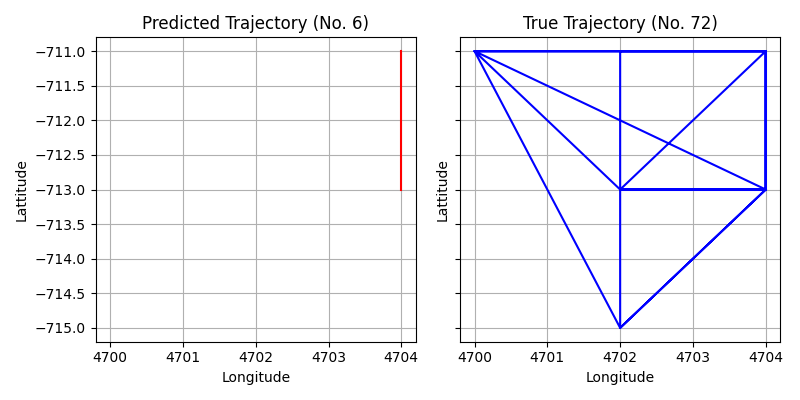 Predicted Trajectory (No. 6)
True Trajectory (No. 72)
−711.0
−711.5
−712.0
−712.5
−713.0
−713.5
−714.0
−714.5
−715.0
Lattitude
Lattitude
4700 4701 4702 4703 4704
4700 4701 4702 4703 4704
Longitude
Longitude